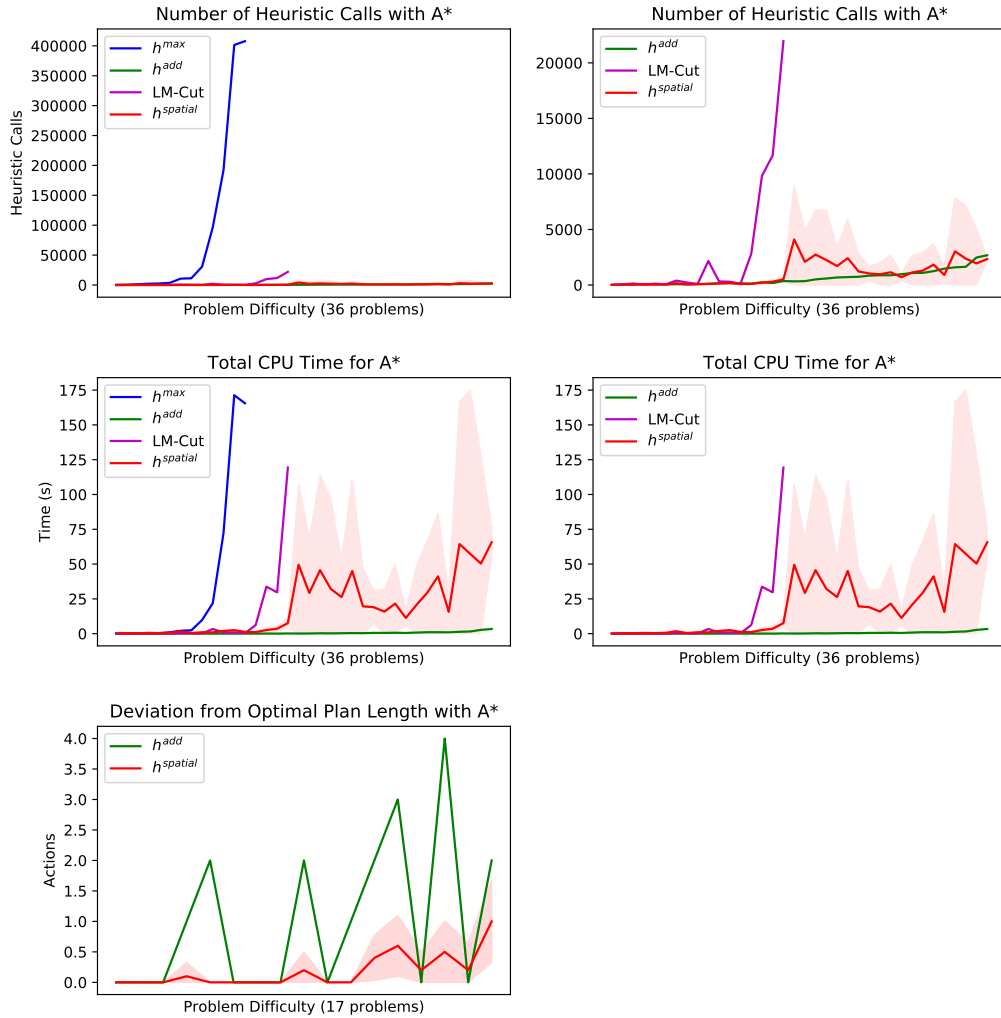 Number of Heuristic Calls with A*
400000
350000
300000
250000
200000
150000
100000
50000
0
Heuristic Calls
h^max
h^add
LM-Cut
h^spatial
Problem Difficulty (36 problems)
Number of Heuristic Calls with A*
20000
15000
10000
5000
0
h^add
LM-Cut
h^spatial
Problem Difficulty (36 problems)
Total CPU Time for A*
175
150
125
100
75
50
25
0
Time (s)
h^max
h^add
LM-Cut
h^spatial
Problem Difficulty (36 problems)
Total CPU Time for A*
175
150
125
100
75
50
25
0
h^add
LM-Cut
h^spatial
Problem Difficulty (36 problems)
Deviation from Optimal Plan Length with A*
4.0
3.5
3.0
2.5
2.0
1.5
1.0
0.5
0.0
Actions
h^add
h^spatial
Problem Difficulty (17 problems)